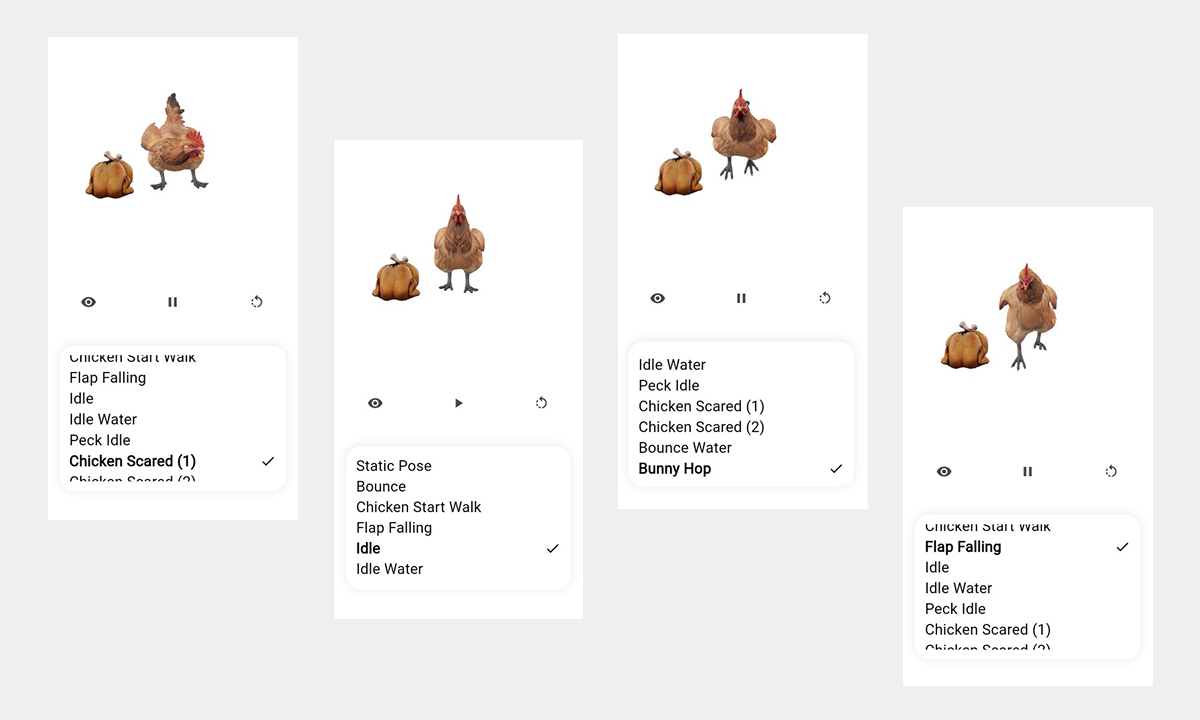 Chicken Start Walk
Flap Falling
Idle
Idle Water
Peck Idle
Chicken Scared (1)
Chicken Scared (2)
Static Pose
Bounce
Chicken Start Walk
Flap Falling
Idle
Idle Water
Idle Water
Peck Idle
Chicken Scared (1)
Chicken Scared (2)
Bounce Water
Bunny Hop
Chicken Start Walk
Flap Falling
Idle
Idle Water
Peck Idle
Chicken Scared (1)
Chicken Scared (2)